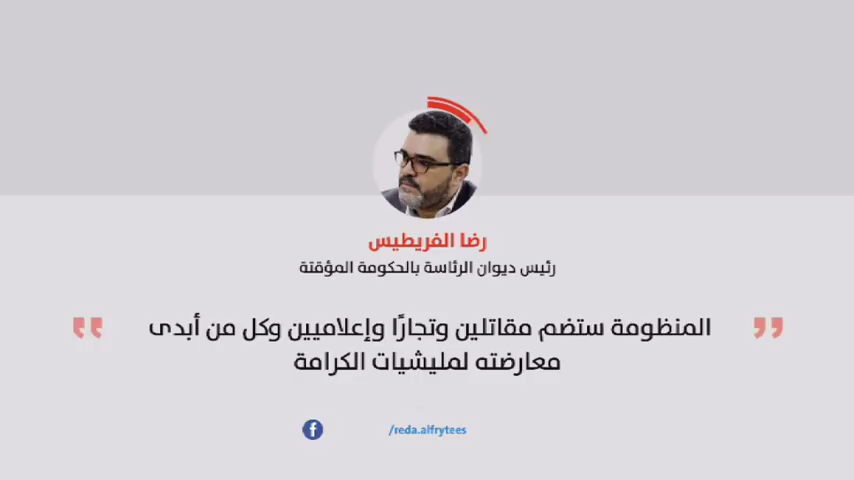 رضا الفريطيس
رئيس ديوان الرئاسة بالحكومة المؤقتة
" المنظومة ستضم مقاتلين وتجارًا وإعلاميين وكل من أبدى "
معارضته لمليشيات الكرامة
f /reda.alfrytees